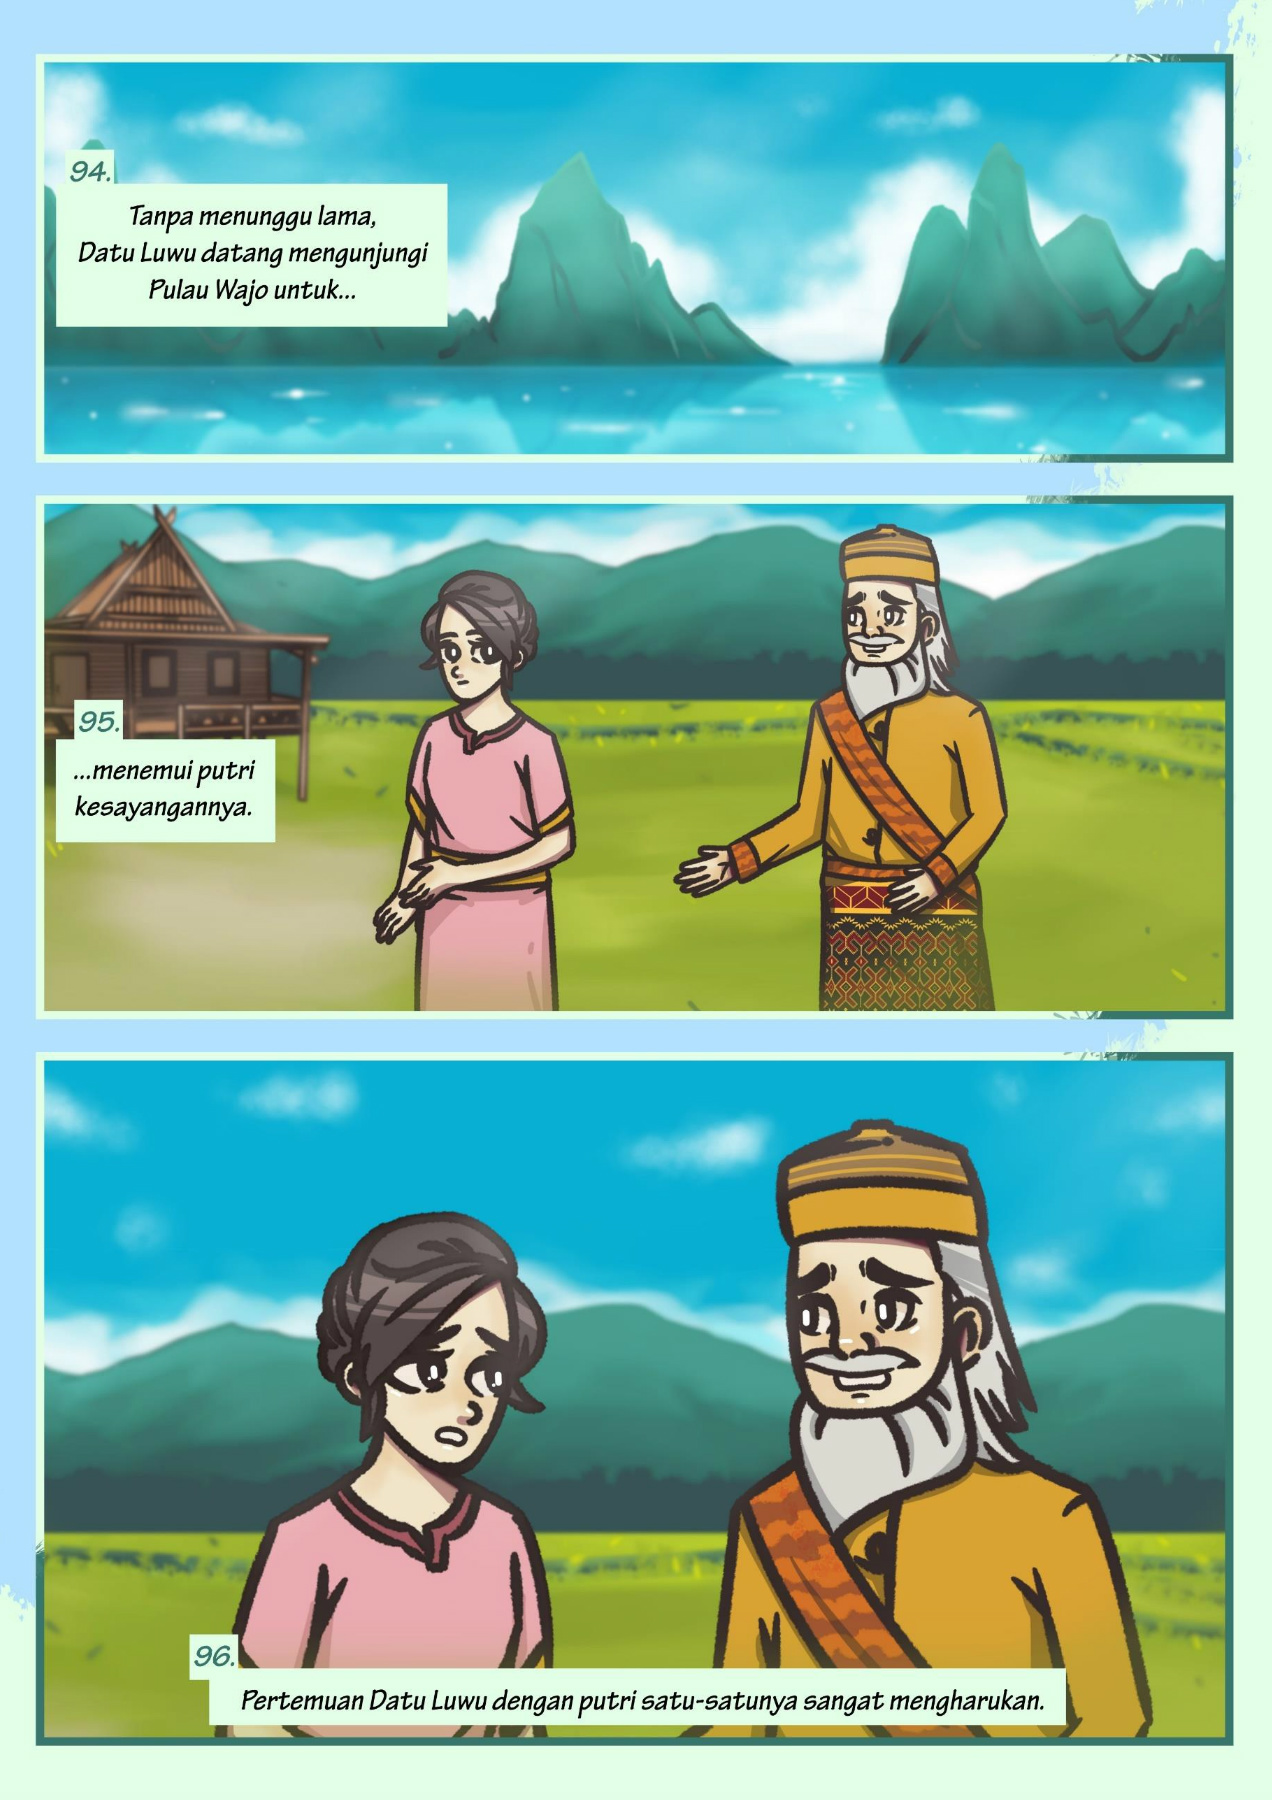 94.
Tanpa menunggu lama,
Datu Luwu datang mengunjungi
Pulau Wajo untuk...
95.
...menemui putri
kesayangannya.
96.
Pertemuan Datu Luwu dengan putri satu-satunya sangat mengharukan.